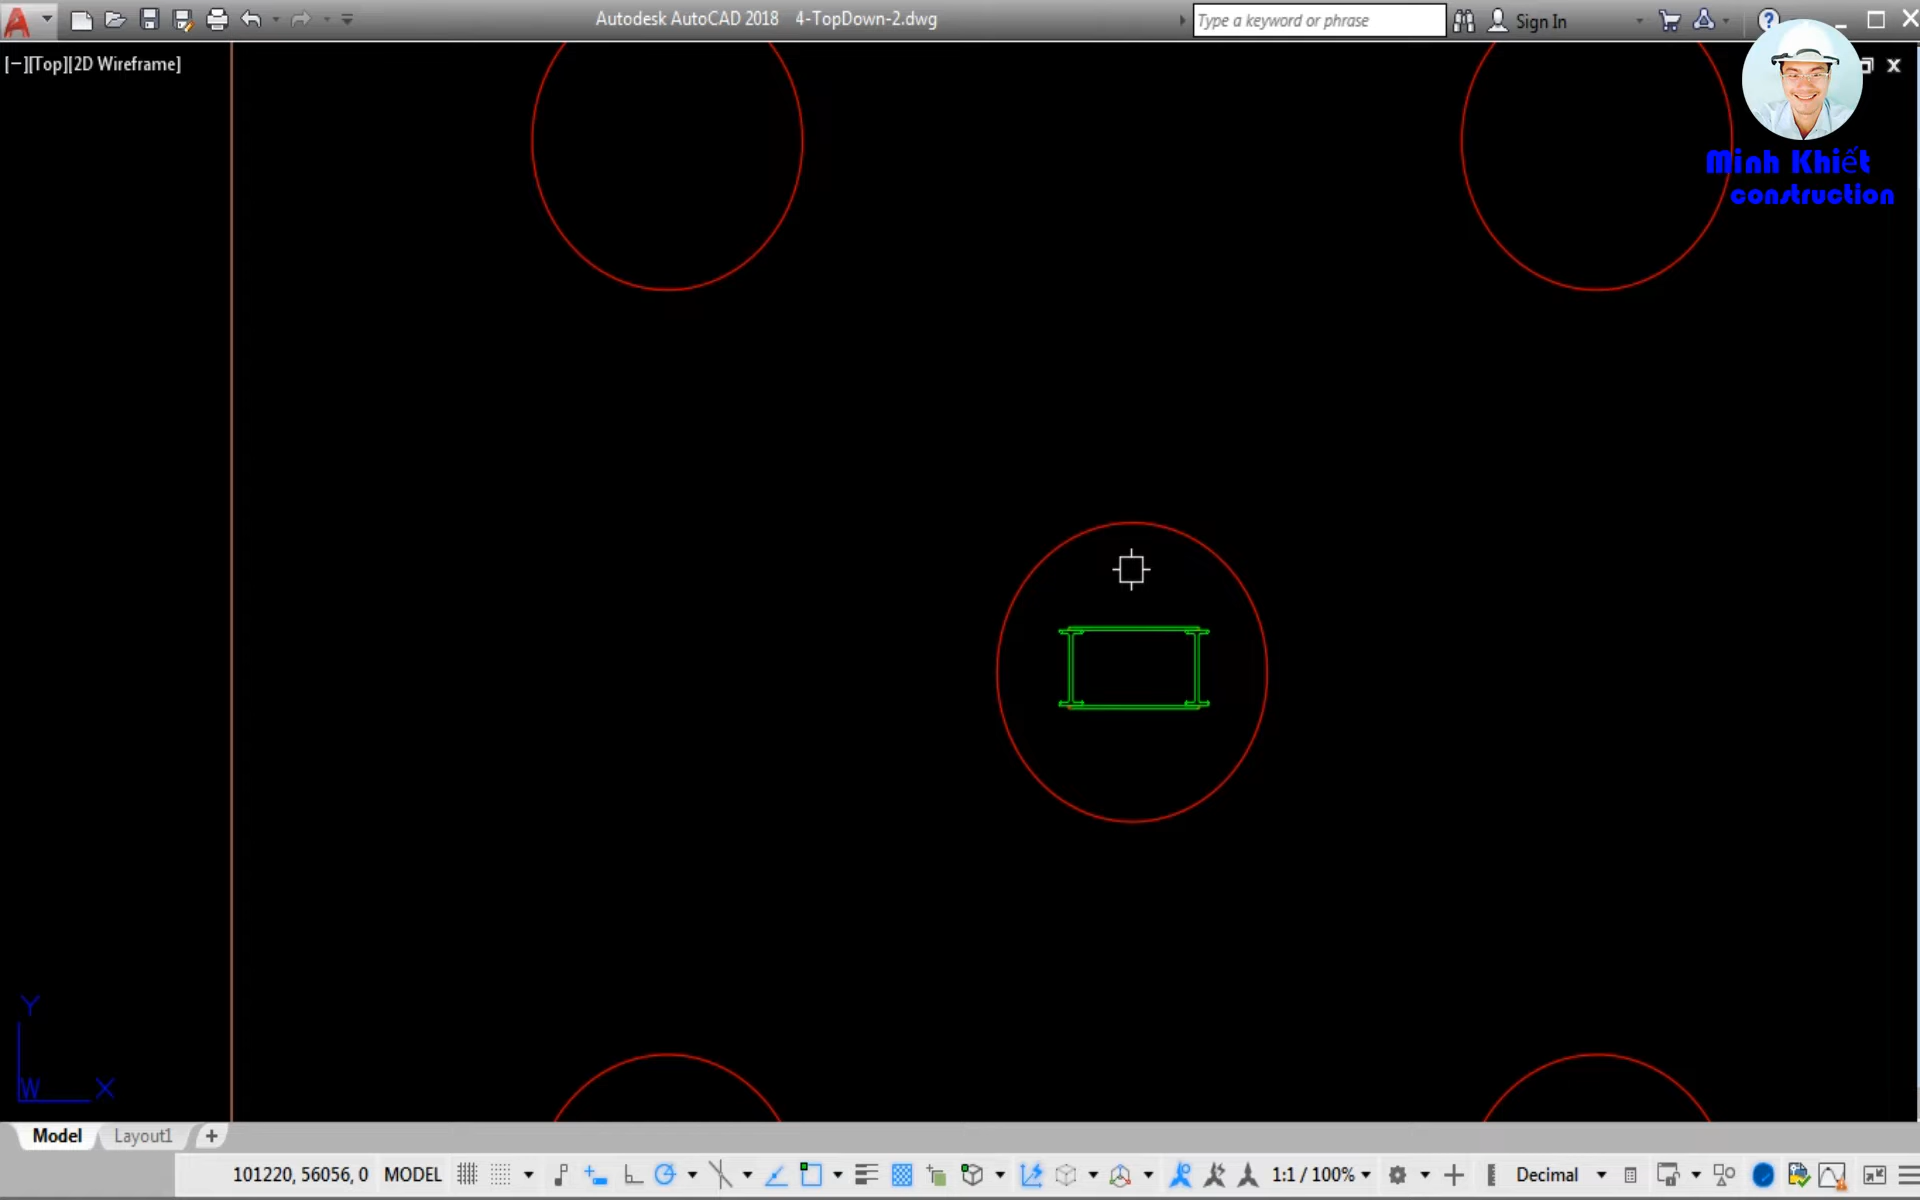 Autodesk AutoCAD 2018 4-TopDown-2.dwg
Type a keyword or phrase
Sign In
[−][Top][2D Wireframe]
Minh Khiết
construction
Y
W X
Model Layout1 +
101220, 56056, 0 MODEL 1:1 / 100% Decimal